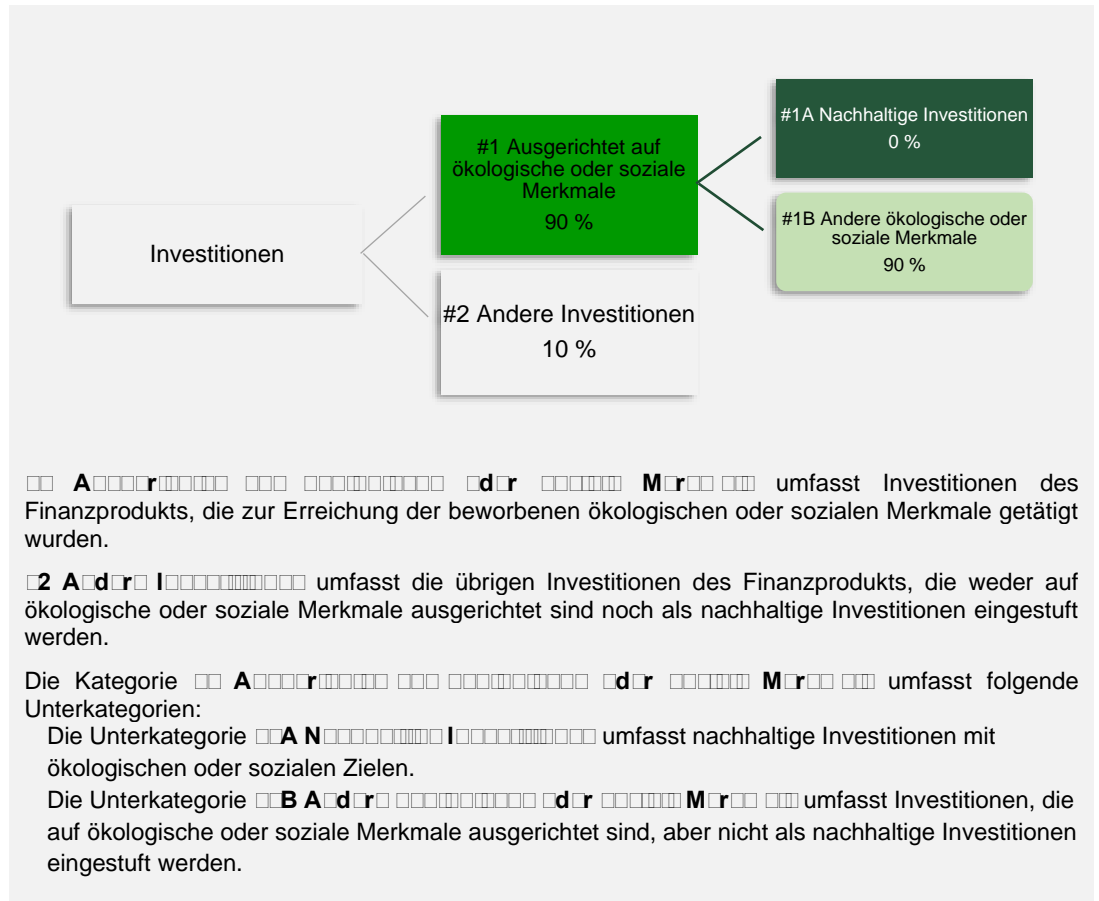 #1A Nachhaltige Investitionen
0 %
#1 Ausgerichtet auf
ökologische oder soziale
Merkmale
90 %
#1B Andere ökologische oder
soziale Merkmale
90 %
Investitionen
#2 Andere Investitionen
10 %
umfasst Investitionen des
Finanzprodukts, die zur Erreichung der beworbenen ökologischen oder sozialen Merkmale getätigt
wurden.
umfasst die übrigen Investitionen des Finanzprodukts, die weder auf
ökologische oder soziale Merkmale ausgerichtet sind noch als nachhaltige Investitionen eingestuft
werden.
Die Kategorie umfasst folgende
Unterkategorien:
Die Unterkategorie umfasst nachhaltige Investitionen mit
ökologischen oder sozialen Zielen.
Die Unterkategorie umfasst Investitionen, die
auf ökologische oder soziale Merkmale ausgerichtet sind, aber nicht als nachhaltige Investitionen
eingestuft werden.